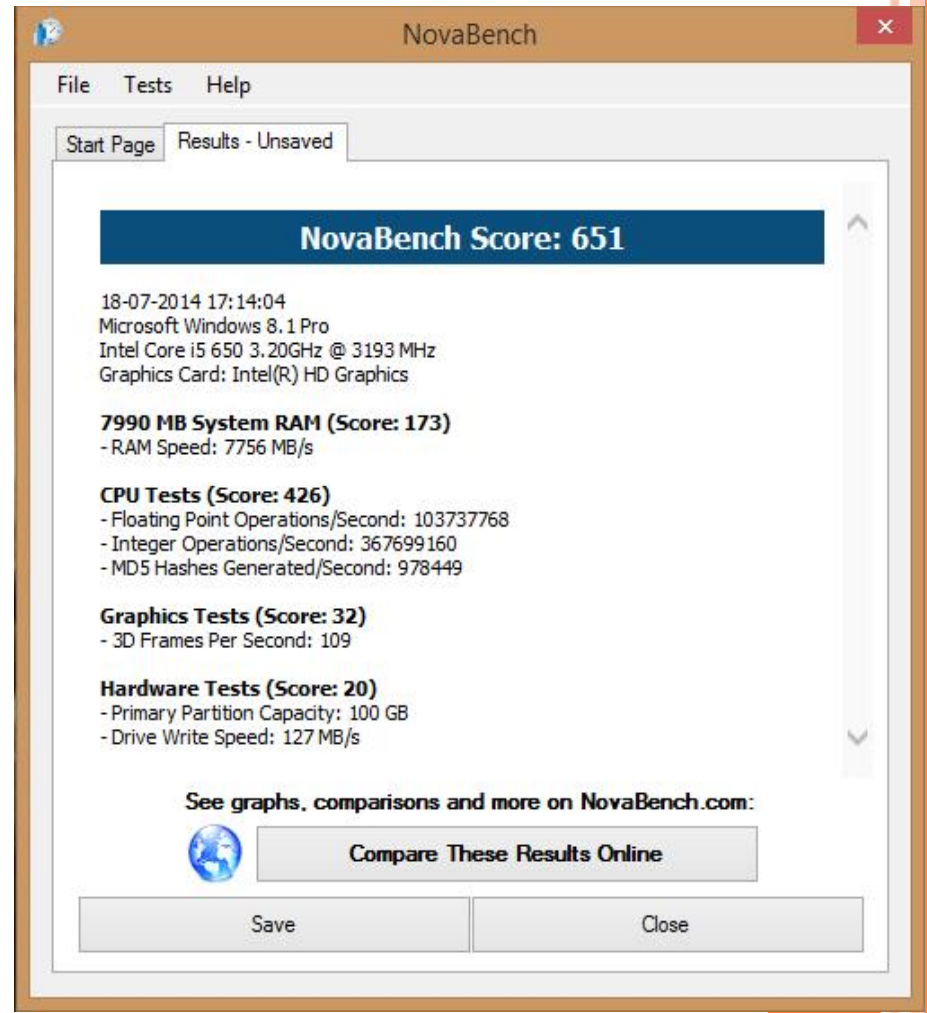 NovaBench
File Tests Help
Start Page Results - Unsaved
NovaBench Score: 651
18-07-2014 17:14:04
Microsoft Windows 8.1 Pro
Intel Core i5 650 3.20GHz @ 3193 MHz
Graphics Card: Intel(R) HD Graphics
7990 MB System RAM (Score: 173)
- RAM Speed: 7756 MB/s
CPU Tests (Score: 426)
- Floating Point Operations/Second: 103737768
- Integer Operations/Second: 367699160
- MD5 Hashes Generated/Second: 978449
Graphics Tests (Score: 32)
- 3D Frames Per Second: 109
Hardware Tests (Score: 20)
- Primary Partition Capacity: 100 GB
- Drive Write Speed: 127 MB/s
See graphs, comparisons and more on NovaBench.com:
Compare These Results Online
Save Close